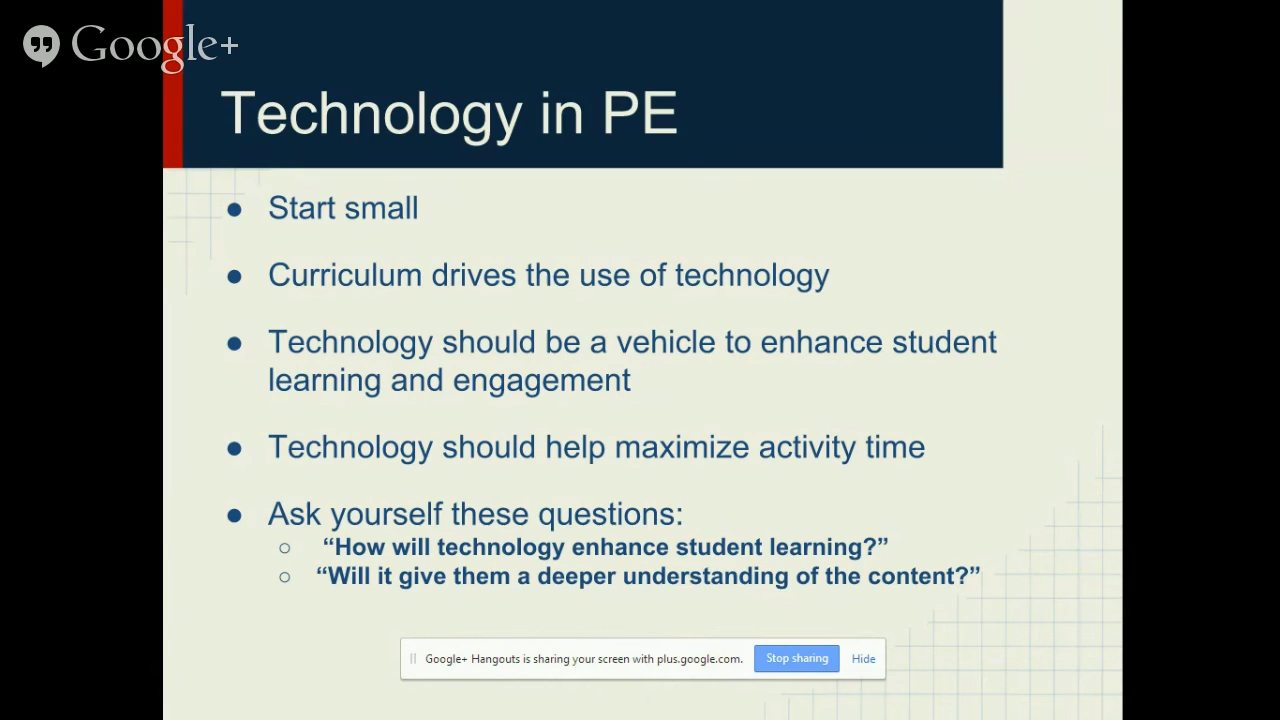 Google+
Technology in PE
● Start small
● Curriculum drives the use of technology
● Technology should be a vehicle to enhance student
learning and engagement
● Technology should help maximize activity time
● Ask yourself these questions:
○ “How will technology enhance student learning?”
○ “Will it give them a deeper understanding of the content?”
Google+ Hangouts is sharing your screen with plus.google.com. Stop sharing Hide